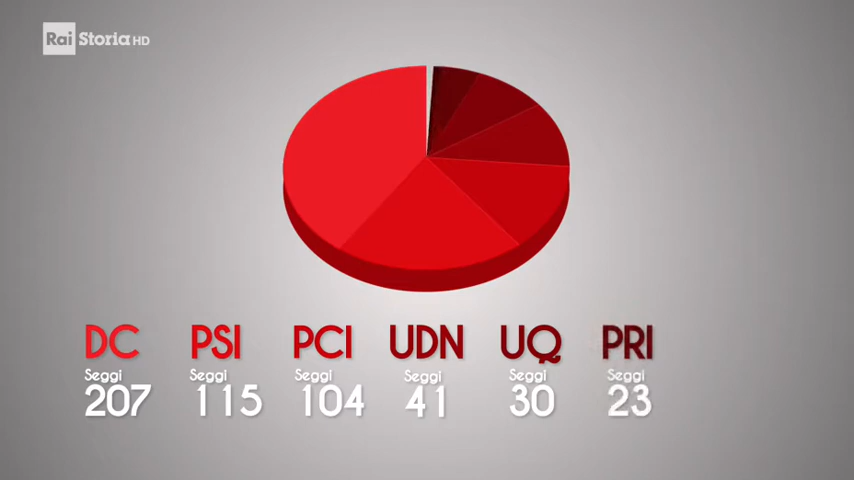 Rai Storia HD
DC PSI PCI UDN UQ PRI
Seggi Seggi Seggi Seggi Seggi Seggi
207 115 104 41 30 23